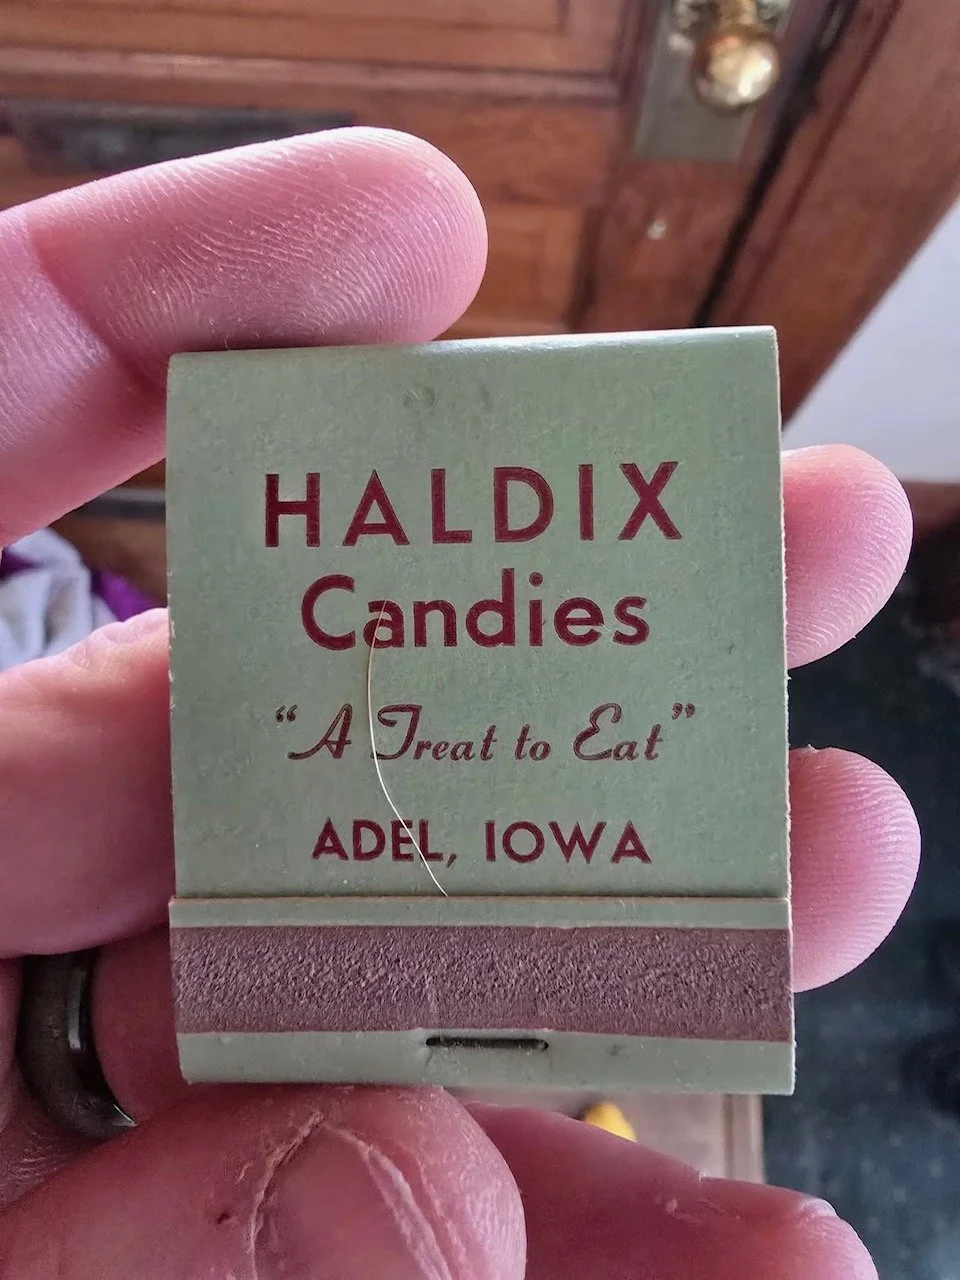 HALDIX
Candies
“A Treat to Eat”
ADEL, IOWA